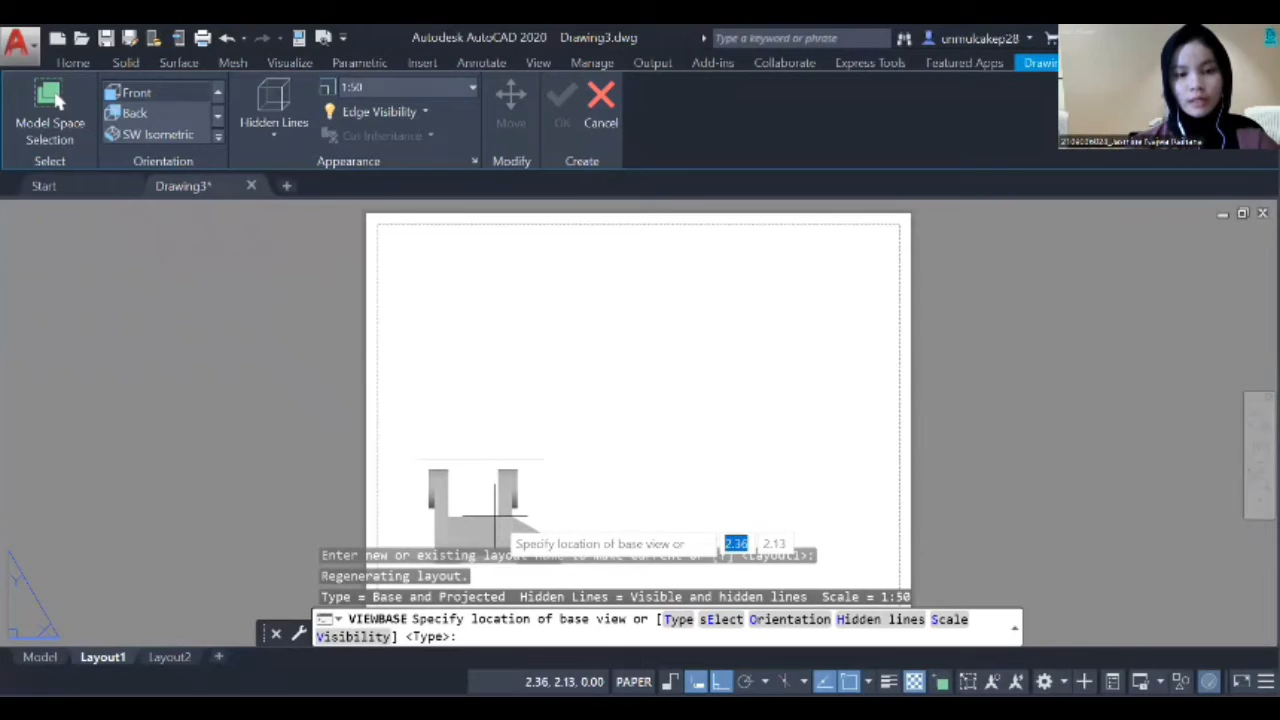 Autodesk AutoCAD 2020 Drawing3.dwg
Type a keyword or phrase
unmulcakep28
Home Solid Surface Mesh Visualize Parametric Insert Annotate View Manage Output Add-ins Collaborate Express Tools Featured Apps
Model Space
Selection
Select
Front
Back
SW Isometric
Orientation
Hidden Lines
1:50
Edge Visibility
Cut Inheritance
Appearance
Move
Modify
OK
Cancel
Create
Start
Drawing3*
Specify location of base view or 2.36 2.13
Regenerating layout.
Type = Base and Projected Hidden Lines = Visible and hidden lines Scale = 1:50
VIEWBASE Specify location of base view or [Type sElect Orientation Hidden lines Scale
Visibility] <Type>:
Model Layout1 Layout2
2.36, 2.13, 0.00 PAPER